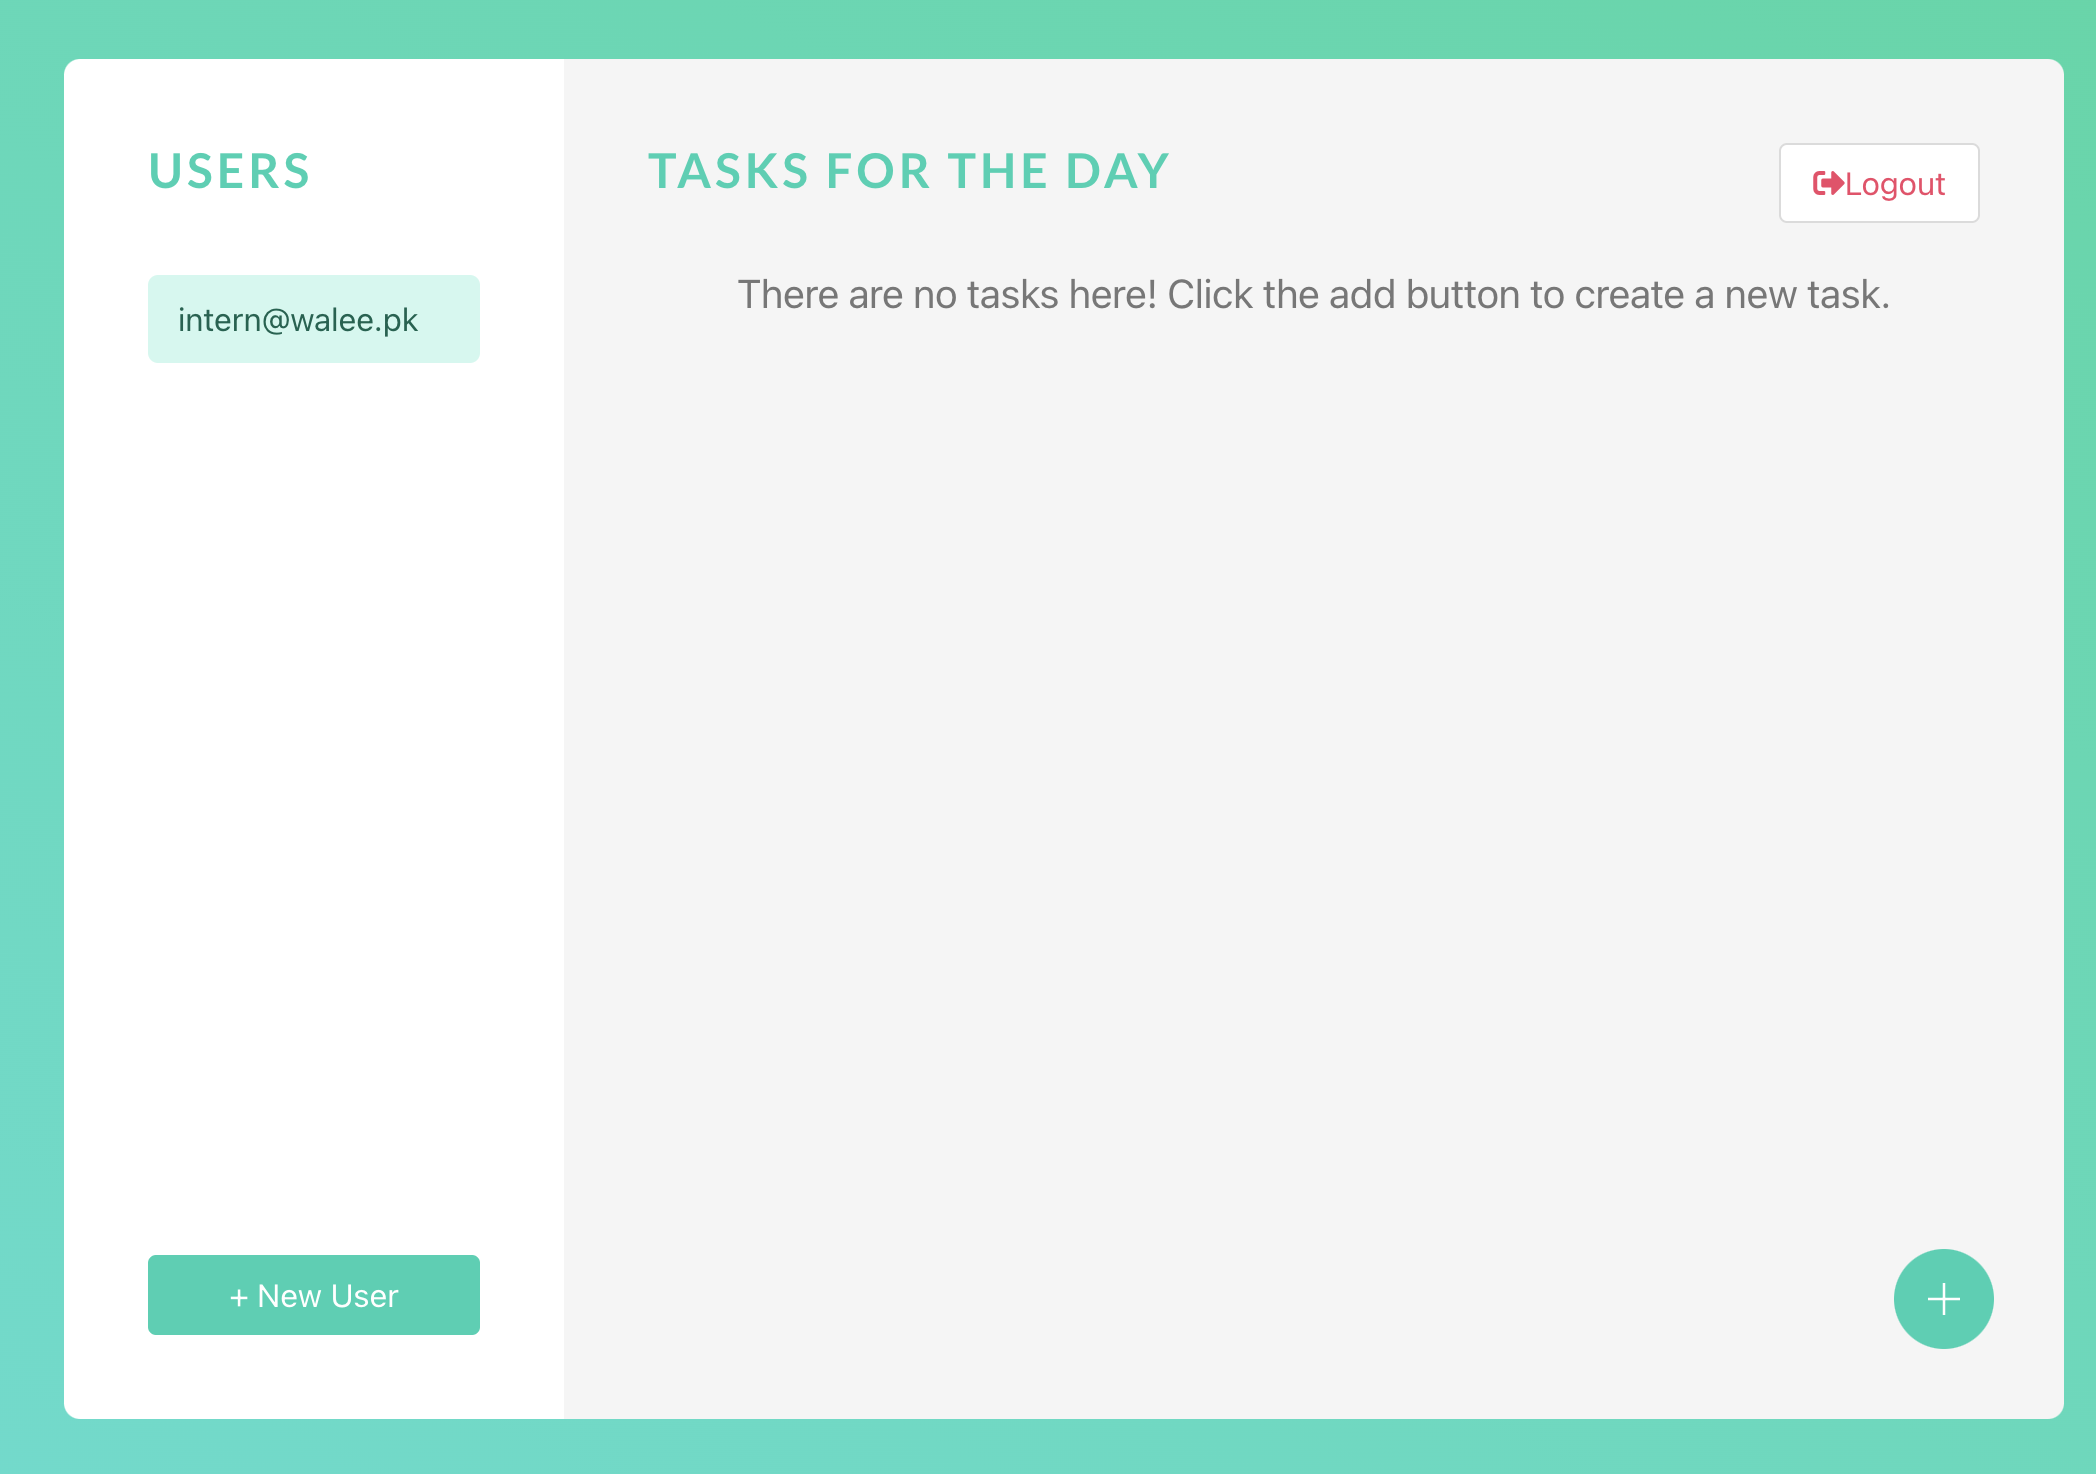 USERS
intern@walee.pk
+ New User
TASKS FOR THE DAY
Logout
There are no tasks here! Click the add button to create a new task.
+